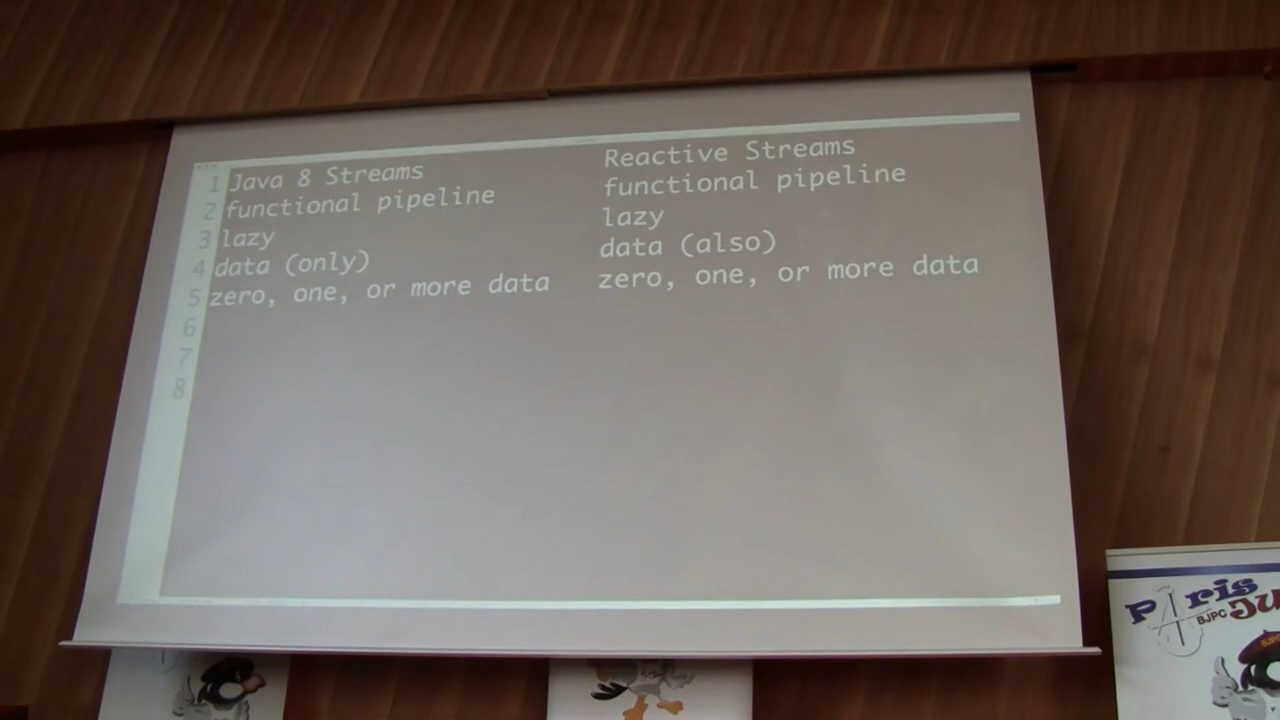 1 Java 8 Streams Reactive Streams
2 functional pipeline functional pipeline
3 lazy lazy
4 data (only) data (also)
5 zero, one, or more data zero, one, or more data
6
7
8
Paris
BJPC